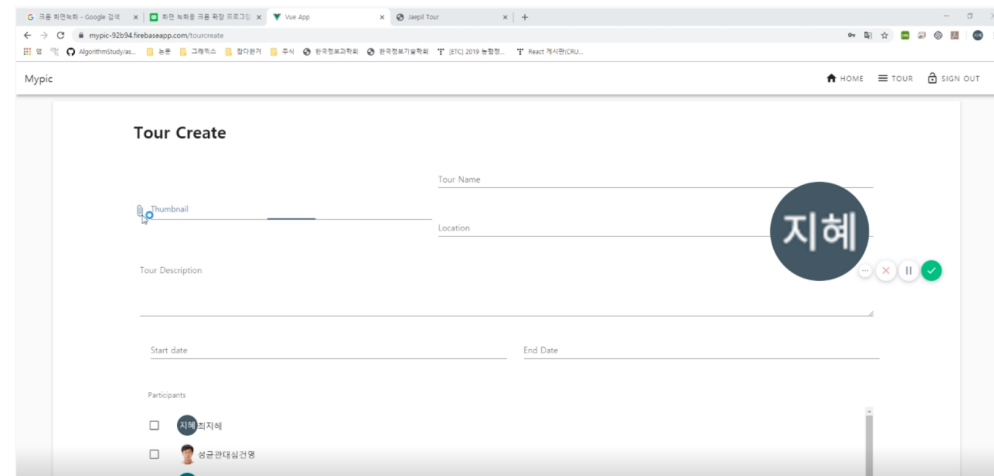 크롬 화면녹화 - Google 검색
화면 녹화용 크롬 확장 프로그램
Vue App
Jaepil Tour
mypic-92b94.firebaseapp.com/tourcreate
앱
AlgorithmStudy/as...
논문
그래픽스
잡다한거
주식
한국정보과학회
한국정보기술학회
[ETC] 2019 논합정...
React 게시판(CRU...
Mypic
HOME
TOUR
SIGN OUT
Tour Create
Tour Name
Thumbnail
Location
지혜
Tour Description
Start date
End Date
Participants
지혜 최지혜
성균관대심건영